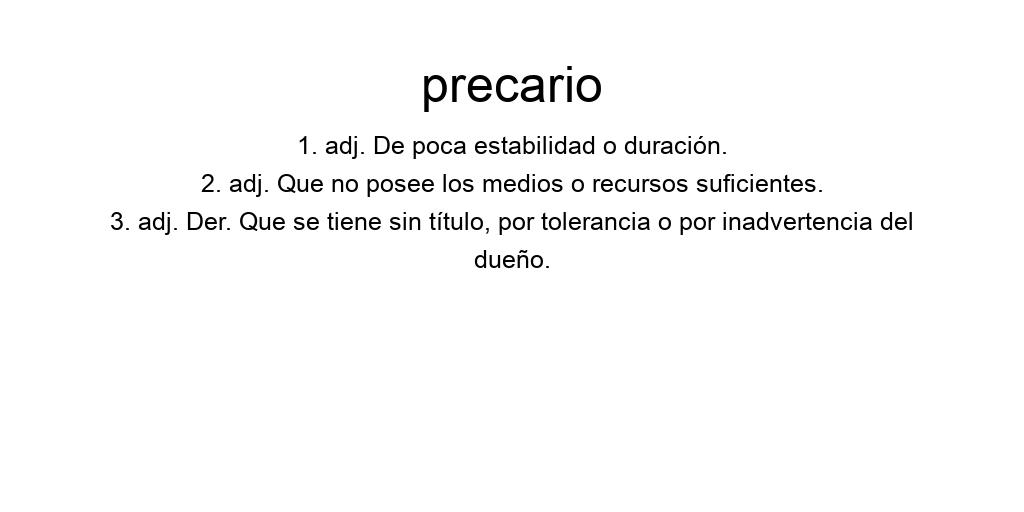 precario
1. adj. De poca estabilidad o duración.
2. adj. Que no posee los medios o recursos suficientes.
3. adj. Der. Que se tiene sin título, por tolerancia o por inadvertencia del
dueño.